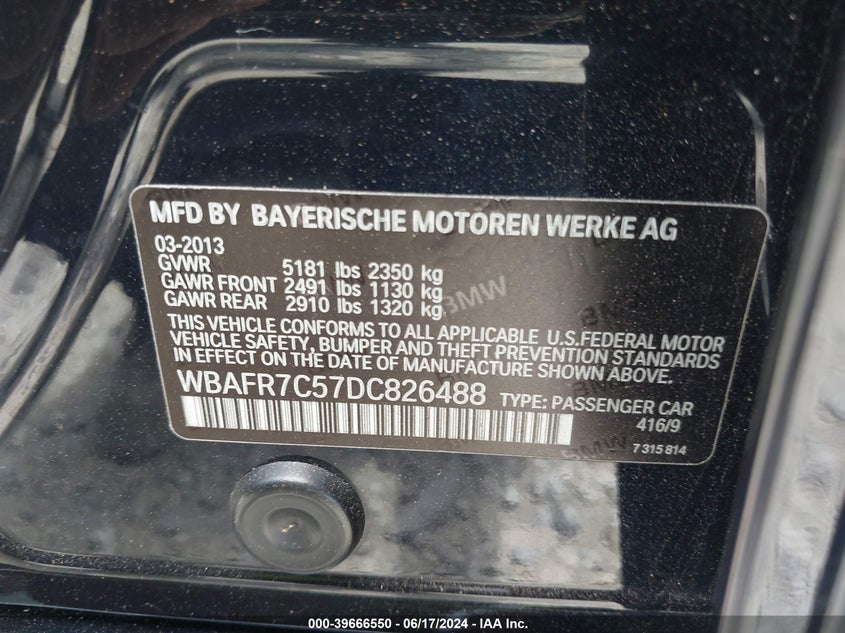 MFD BY BAYERISCHE MOTOREN WERKE AG
03-2013
GVWR 5181 lbs 2350 kg
GAWR FRONT 2491 lbs 1130 kg
GAWR REAR 2910 lbs 1320 kg
THIS VEHICLE CONFORMS TO ALL APPLICABLE U.S.FEDERAL MOTOR
VEHICLE SAFETY, BUMPER AND THEFT PREVENTION STANDARDS
IN EFFECT ON THE DATE OF MANUFACTURE SHOWN ABOVE.
WBAFR7C57DC826488 TYPE: PASSENGER CAR
416/9
7 315 814
BMW
BMW
000-39666550 - 06/17/2024 - IAA Inc.